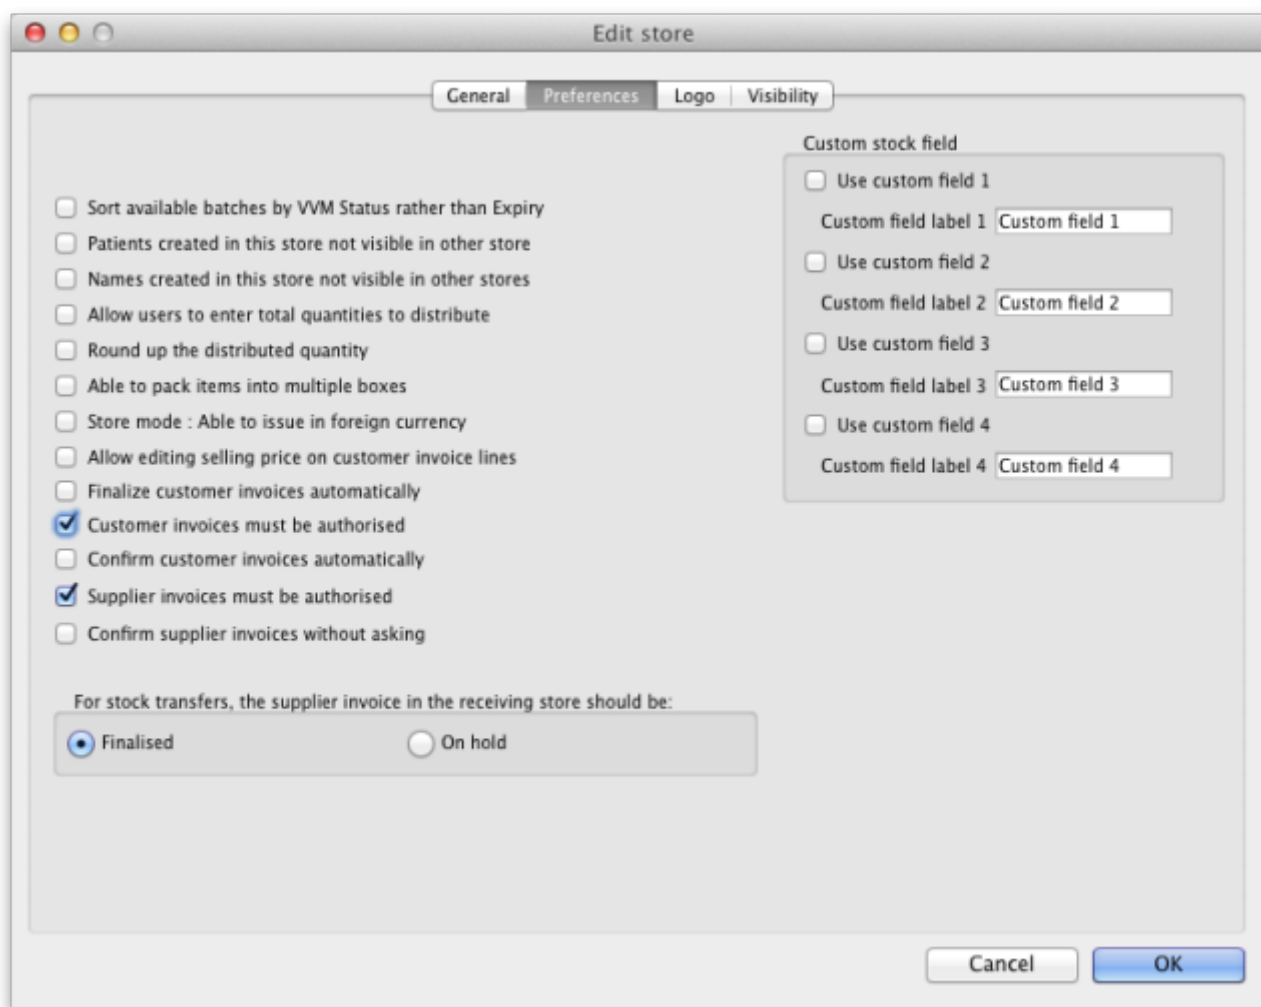 Edit store
General Preferences Logo Visibility
Sort available batches by VVM Status rather than Expiry
Patients created in this store not visible in other store
Names created in this store not visible in other stores
Allow users to enter total quantities to distribute
Round up the distributed quantity
Able to pack items into multiple boxes
Store mode : Able to issue in foreign currency
Allow editing selling price on customer invoice lines
Finalize customer invoices automatically
Customer invoices must be authorised
Confirm customer invoices automatically
Supplier invoices must be authorised
Confirm supplier invoices without asking
For stock transfers, the supplier invoice in the receiving store should be:
Finalised On hold
Custom stock field
Use custom field 1
Custom field label 1 Custom field 1
Use custom field 2
Custom field label 2 Custom field 2
Use custom field 3
Custom field label 3 Custom field 3
Use custom field 4
Custom field label 4 Custom field 4
Cancel OK